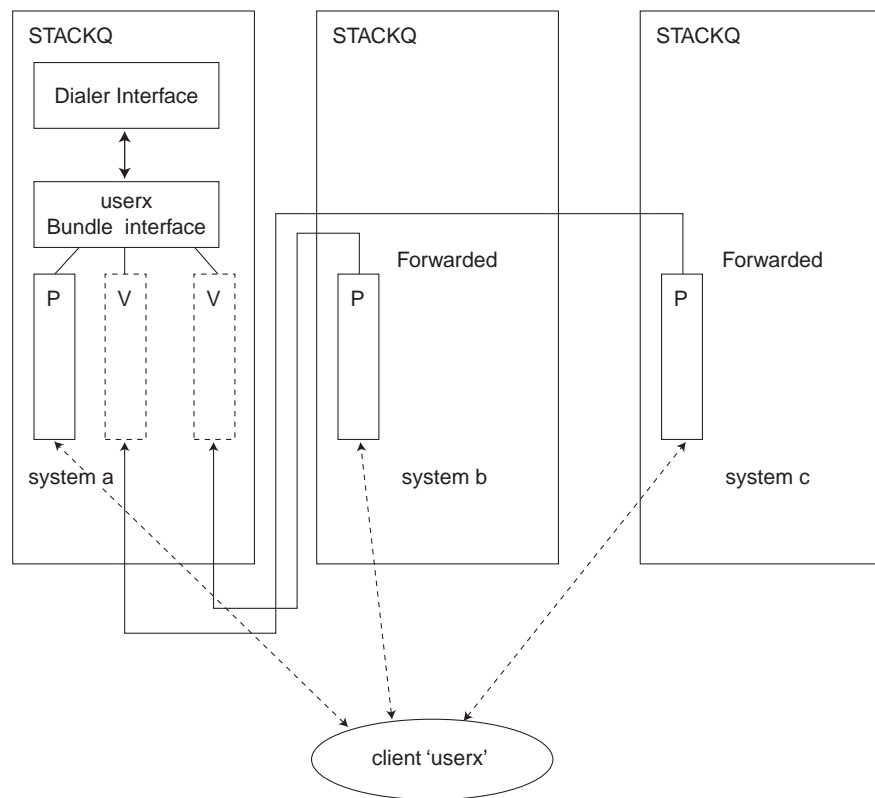 STACKQ
STACKQ
STACKQ
Dialer Interface
userx
Bundle interface
Forwarded
Forwarded
P
V
V
P
P
system a
system b
system c
client ‘userx’